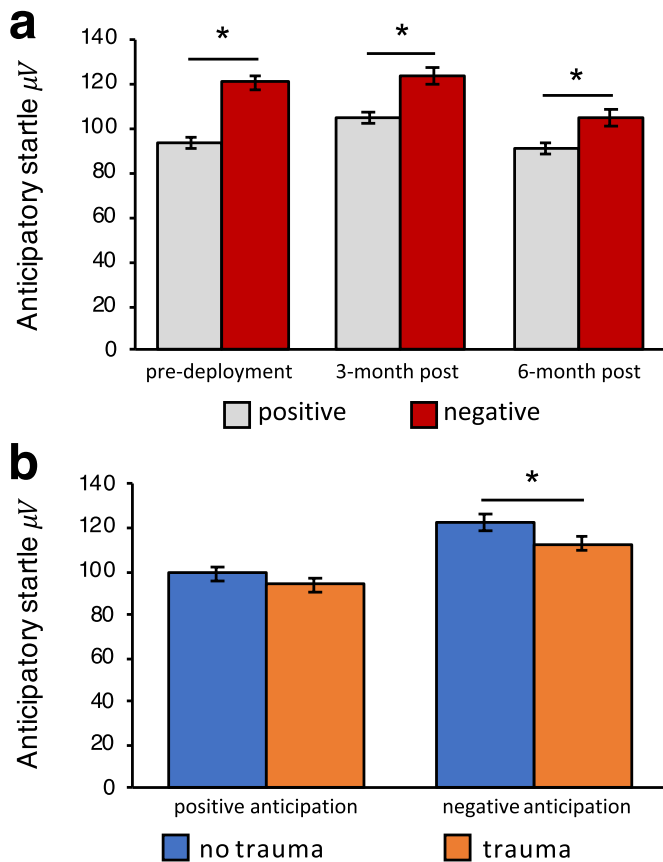 a
Anticipatory startle μV
140
120
100
80
60
40
20
0
*
*
*
pre-deployment 3-month post 6-month post
positive negative
b
Anticipatory startle μV
140
120
100
80
60
40
20
0
*
positive anticipation negative anticipation
no trauma trauma